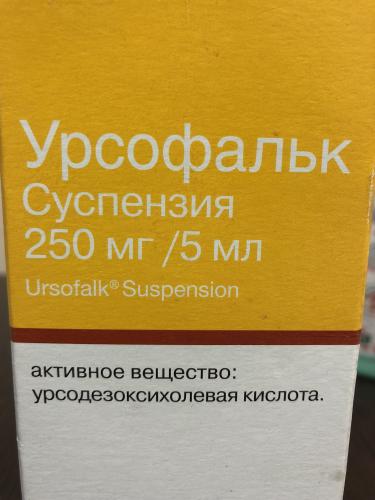 Урсофальк
Суспензия
250 мг /5 мл
Ursofalk® Suspension
активное вещество:
урсодезоксихолевая кислота.